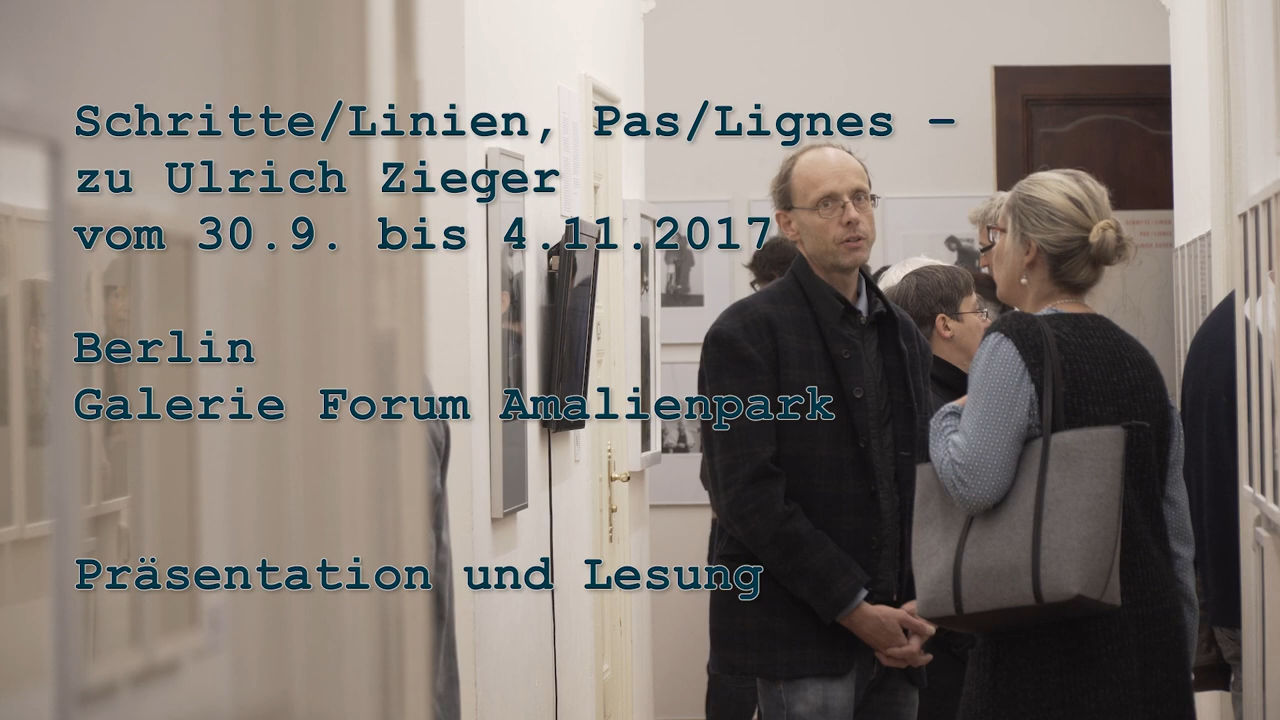 Schritte/Linien, Pas/Lignes –
zu Ulrich Zieger
vom 30.9. bis 4.11.2017
Berlin
Galerie Forum Amalienpark
Präsentation und Lesung